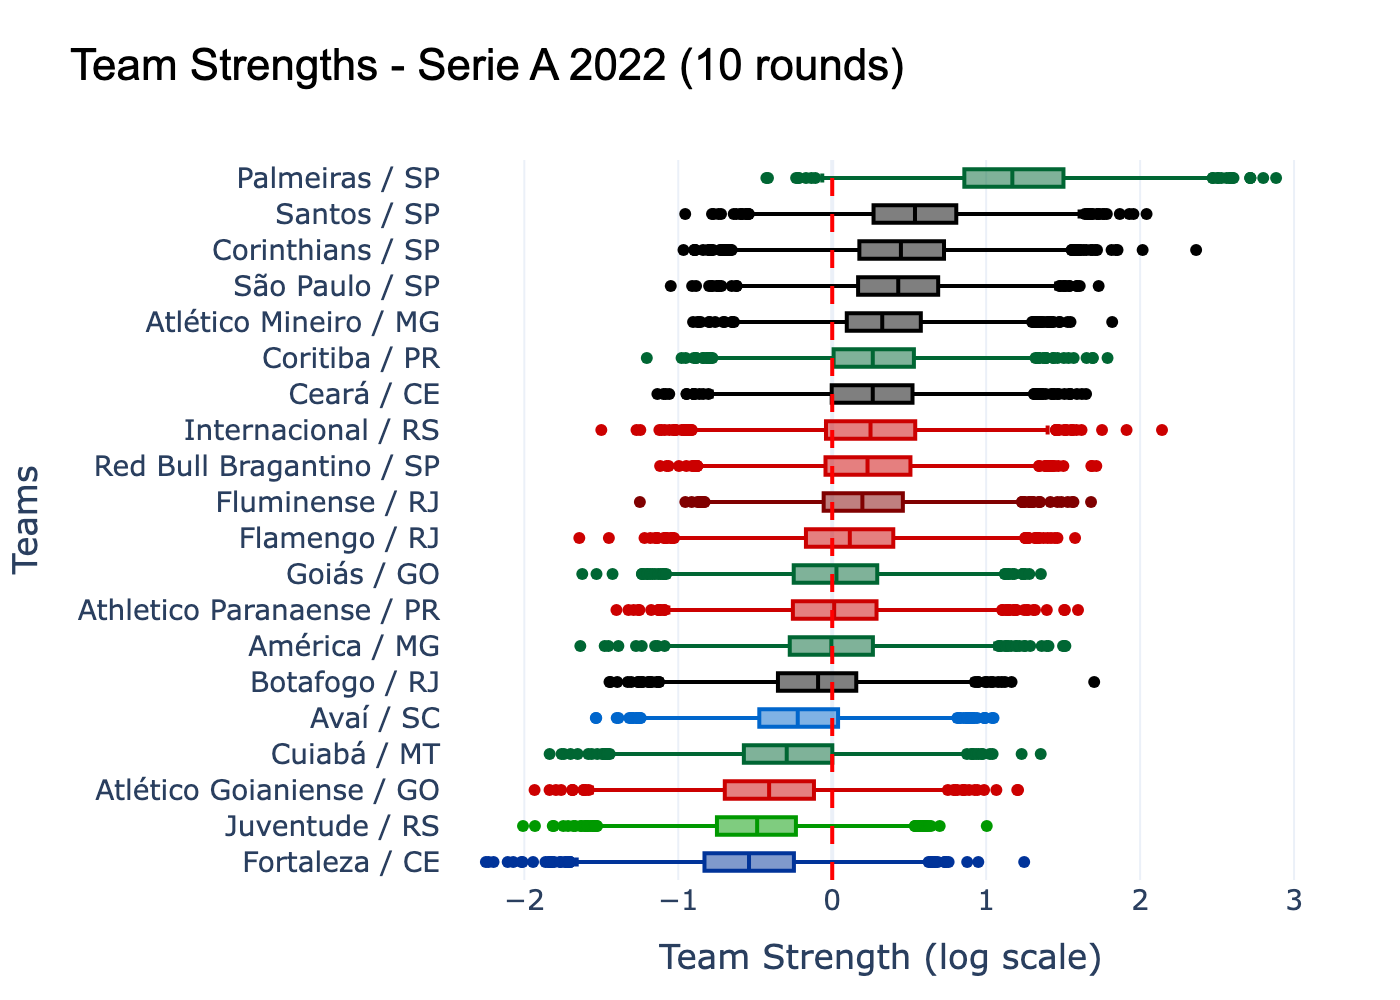 Team Strengths - Serie A 2022 (10 rounds)
Palmeiras / SP
Santos / SP
Corinthians / SP
São Paulo / SP
Atlético Mineiro / MG
Coritiba / PR
Ceará / CE
Internacional / RS
Red Bull Bragantino / SP
Fluminense / RJ
Flamengo / RJ
Goiás / GO
Athletico Paranaense / PR
América / MG
Botafogo / RJ
Avaí / SC
Cuiabá / MT
Atlético Goianiense / GO
Juventude / RS
Fortaleza / CE
Teams
−2 −1 0 1 2 3
Team Strength (log scale)